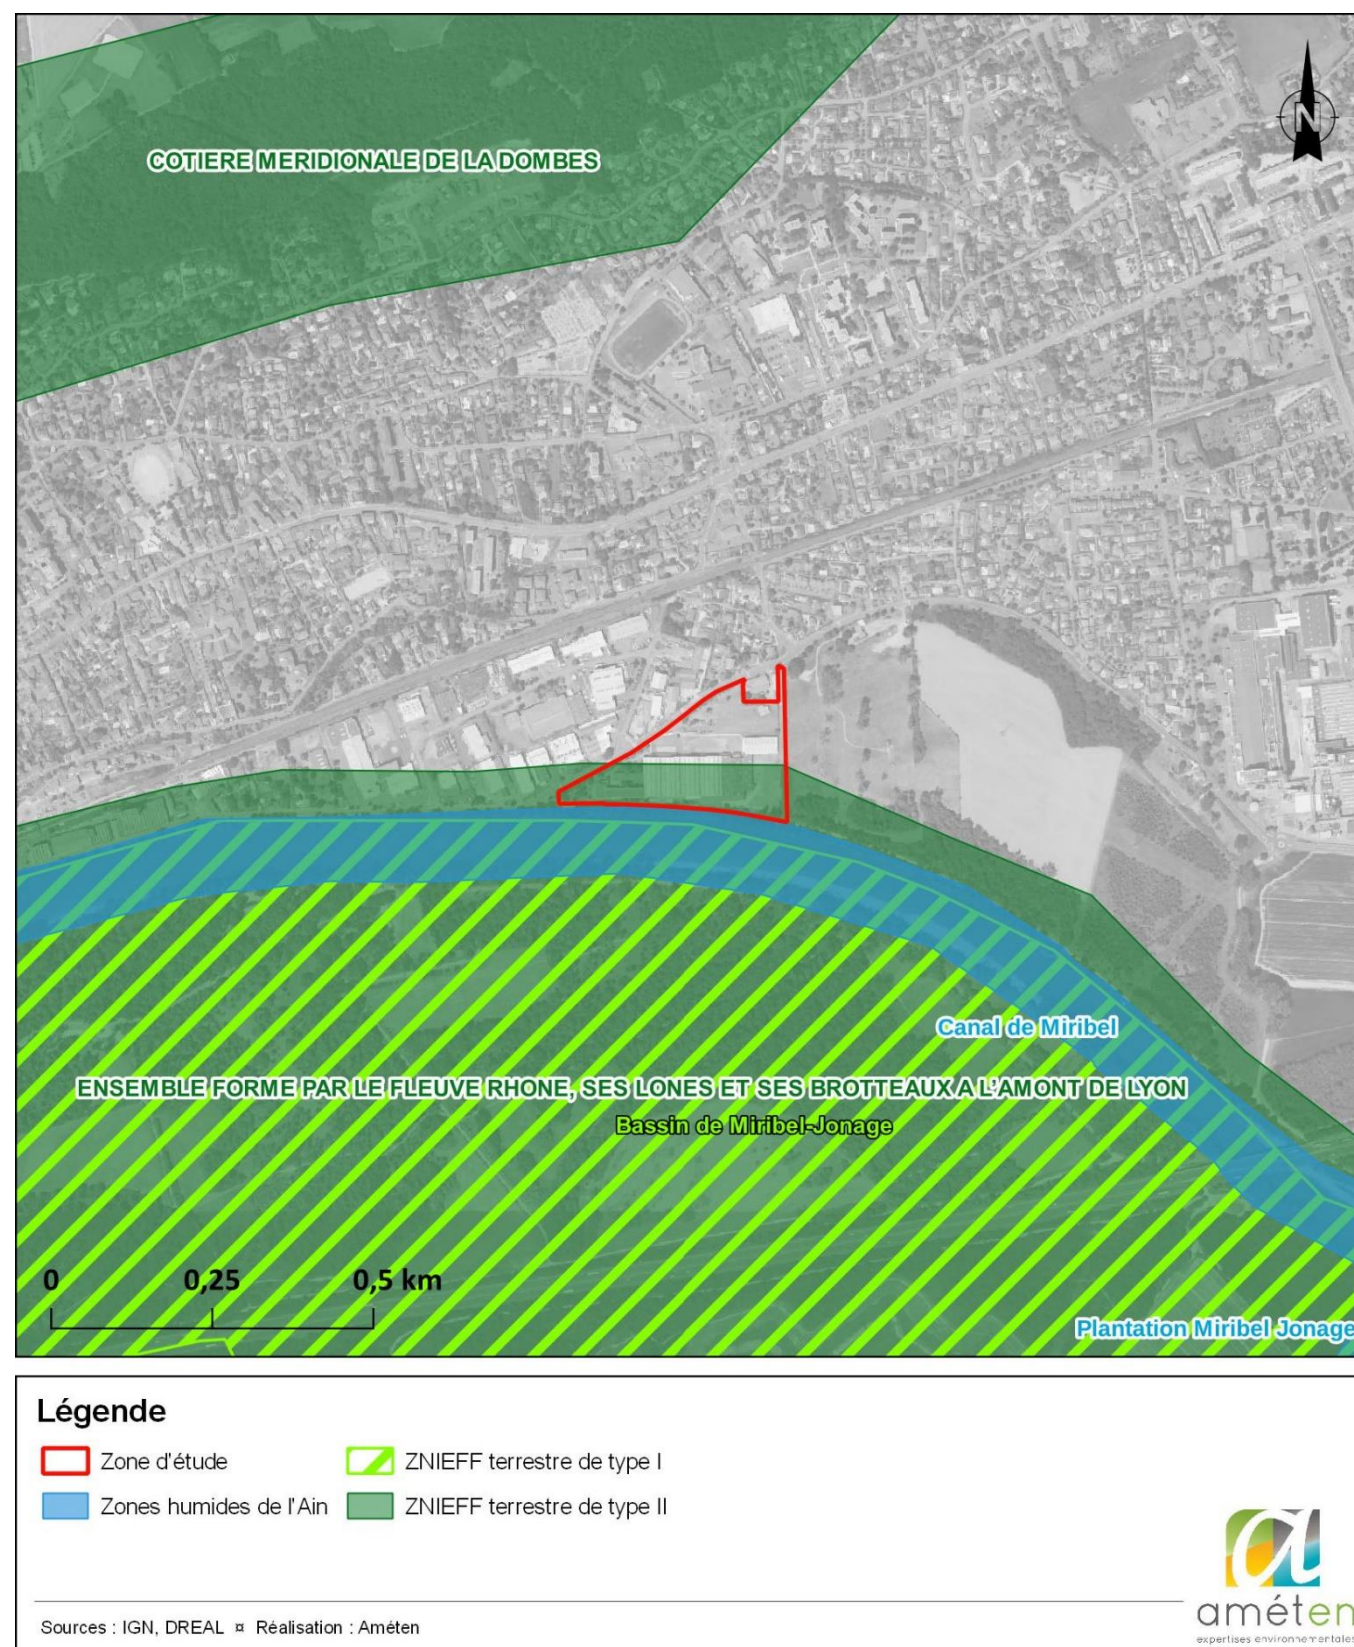 N
COTIERE MERIDIONALE DE LA DOMBES
Canal de Miribel
ENSEMBLE FORME PAR LE FLEUVE RHONE, SES LONES ET SES BROTTEAUX A L'AMONT DE LYON
Bassin de Miribel-Jonage
0 0,25 0,5 km
Plantation Miribel Jonage
Légende
Zone d'étude
ZNIEFF terrestre de type I
Zones humides de l'Ain
ZNIEFF terrestre de type II
a
améten
expertises environnementales
Sources : IGN, DREAL ¤ Réalisation : Améten